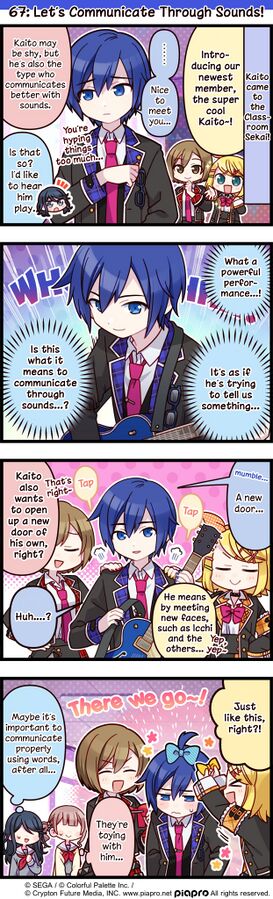 67: Let's Communicate Through Sounds!
Kaito
came to
the Class-
room
Sekai!
Intro-
ducing our
newest
member,
the super
cool
Kaito~!
......
Nice
to
meet
you...
Kaito may
be shy, but
he's also the
type who
communicates
better with
sounds.
You're
hyping
things
too
much...
Is that
so?
I'd like
to hear
him
play.
WH
What a
powerful
perfor-
mance...!
It's as if
he's trying
to tell us
something...
Is this
what it
means to
communicate
through
sounds...?
mumble...
A new
door...
Tap
Tap
Kaito
also
wants to
open up
a new
door of
his own,
right?
That's
right~
He means by
meeting
new faces,
such as Ichi
and the
others...
Yep,
yep~
Huh....?
There we go~!
Just
like this,
right?!
They're
toying
with
him...
Maybe it's
important to
communicate
properly
using words,
after all...
© SEGA / © Colorful Palette Inc. /
© Crypton Future Media, INC. www.piapro.net piapro All rights reserved.